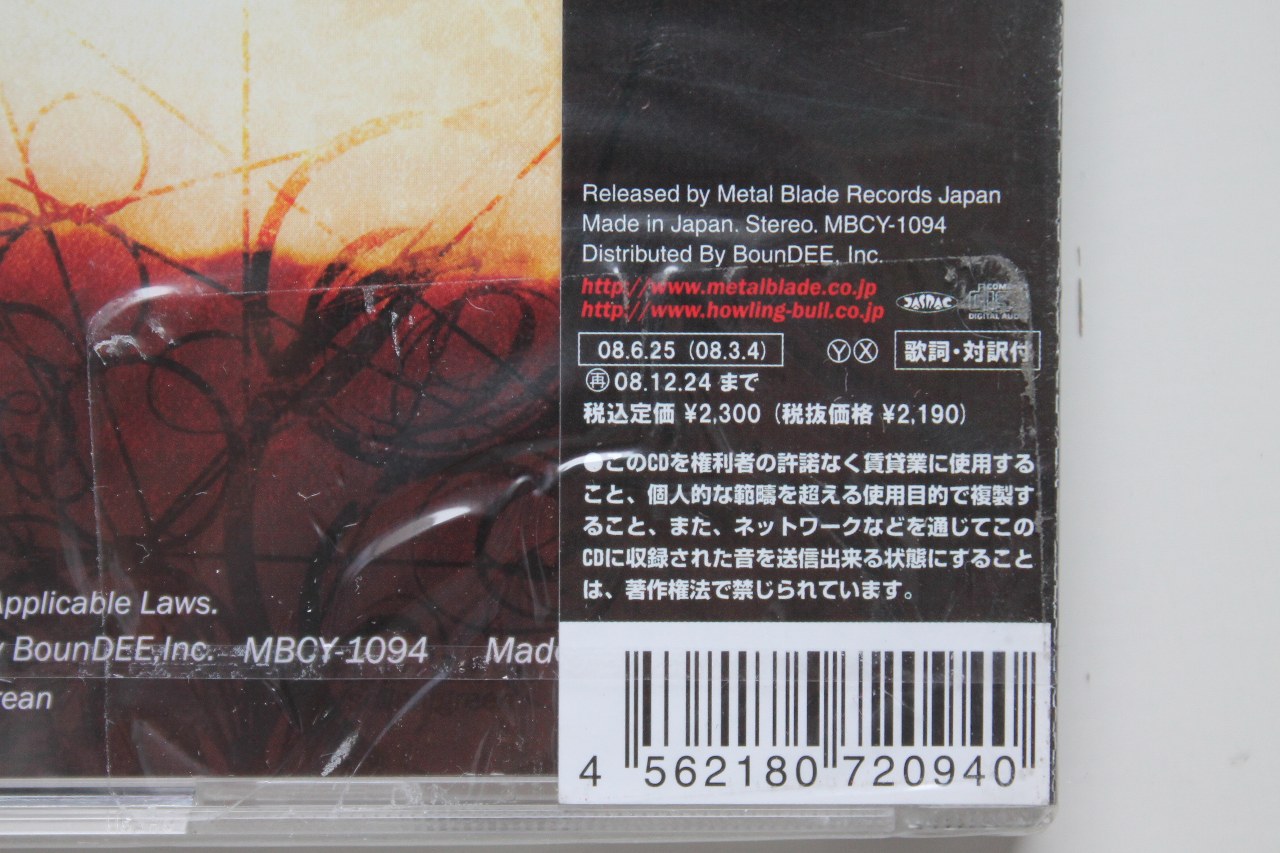 Released by Metal Blade Records Japan
Made in Japan. Stereo. MBCY-1094
Distributed By BounDEE, Inc.
http://www.metalblade.co.jp
http://www.howling-bull.co.jp
JASRAC
DIGITAL AUDIO
08.6.25 (08.3.4) Ⓨ Ⓧ 歌詞・対訳付
㊢08.12.24 まで
税込定価 ¥2,300（税抜価格 ¥2,190）
●このCDを権利者の許諾なく賃貸業に使用する
こと、個人的な範疇を超える使用目的で複製す
ること、また、ネットワークなどを通じてこの
CDに収録された音を送信出来る状態にすること
は、著作権法で禁じられています。
Applicable Laws.
y BounDEE,Inc. MBCY-1094 Made
rean
4 562180 720940